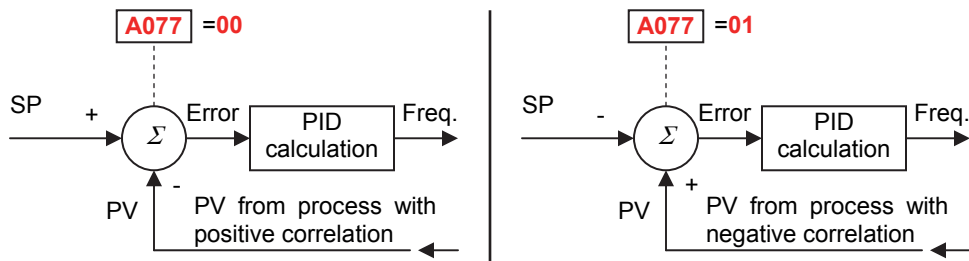 A077 =00
SP
+
Σ
Error
PID
calculation
Freq.
-
PV
PV from process with
positive correlation
A077 =01
SP
-
Σ
Error
PID
calculation
Freq.
+
PV
PV from process with
negative correlation